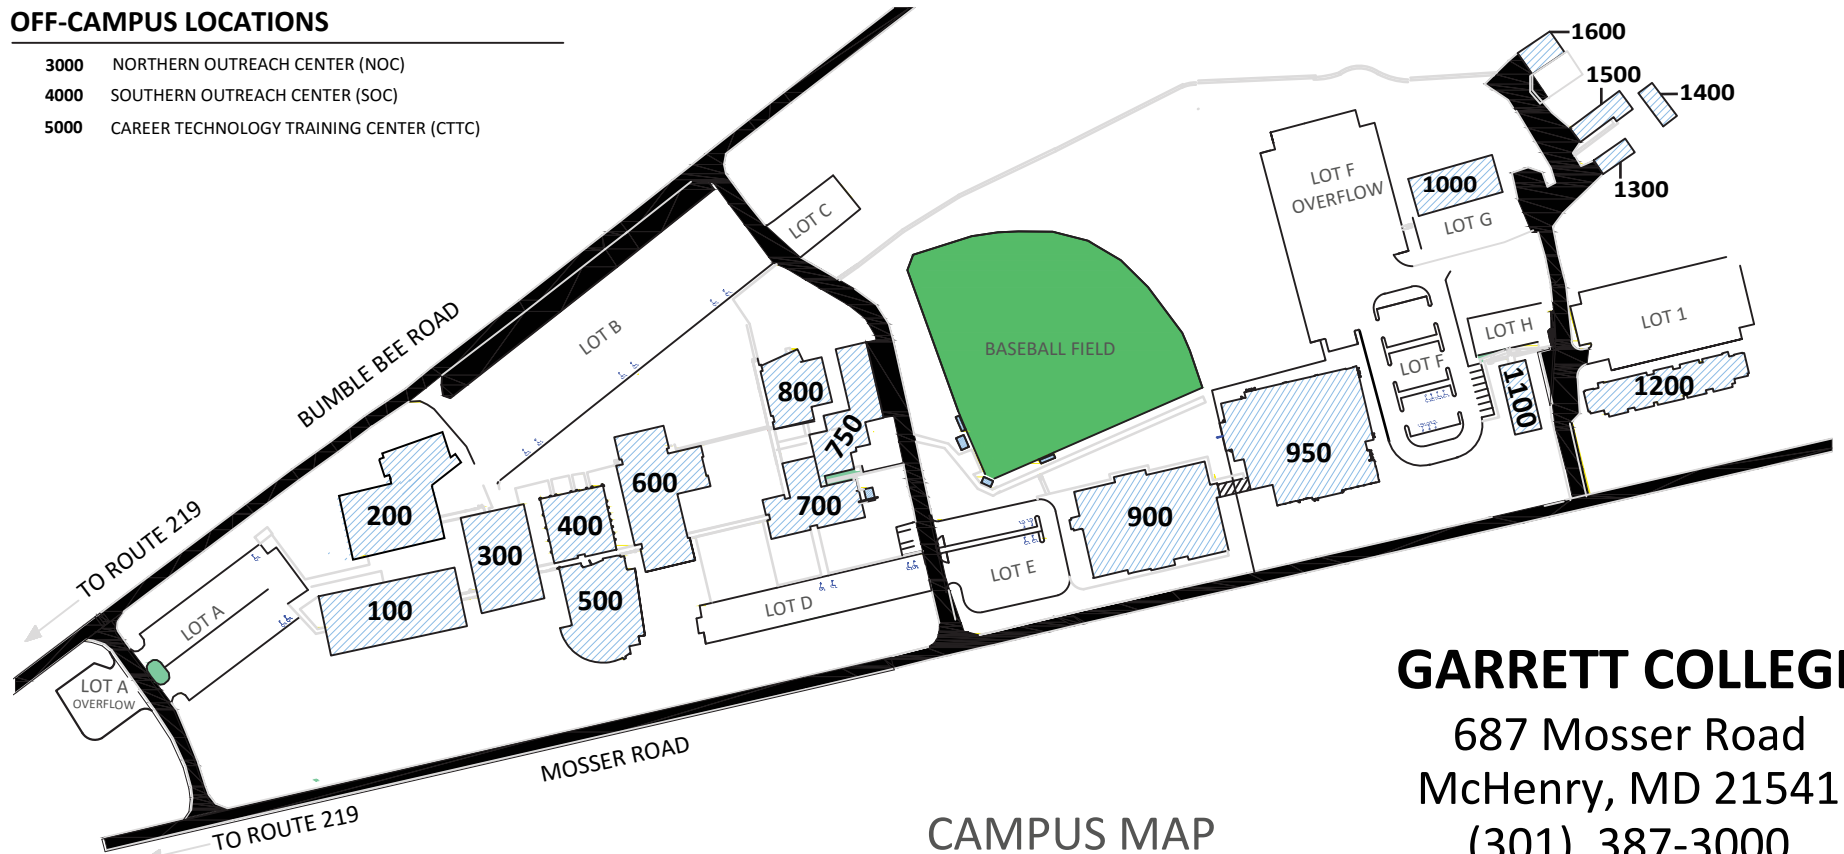 OFF-CAMPUS LOCATIONS
3000 NORTHERN OUTREACH CENTER (NOC)
4000 SOUTHERN OUTREACH CENTER (SOC)
5000 CAREER TECHNOLOGY TRAINING CENTER (CTTC)
1600
1500
1400
1300
LOT F
OVERFLOW
1000
LOT G
LOT C
BUMBLE BEE ROAD
LOT B
BASEBALL FIELD
LOT H
LOT 1
LOT F
1100
1200
800
750
950
600
700
200
400
300
900
TO ROUTE 219
LOT A
100
500
LOT D
LOT E
LOT A
OVERFLOW
MOSSER ROAD
TO ROUTE 219
CAMPUS MAP
GARRETT COLLEGE
687 Mosser Road
McHenry, MD 21541
(301) 387-3000